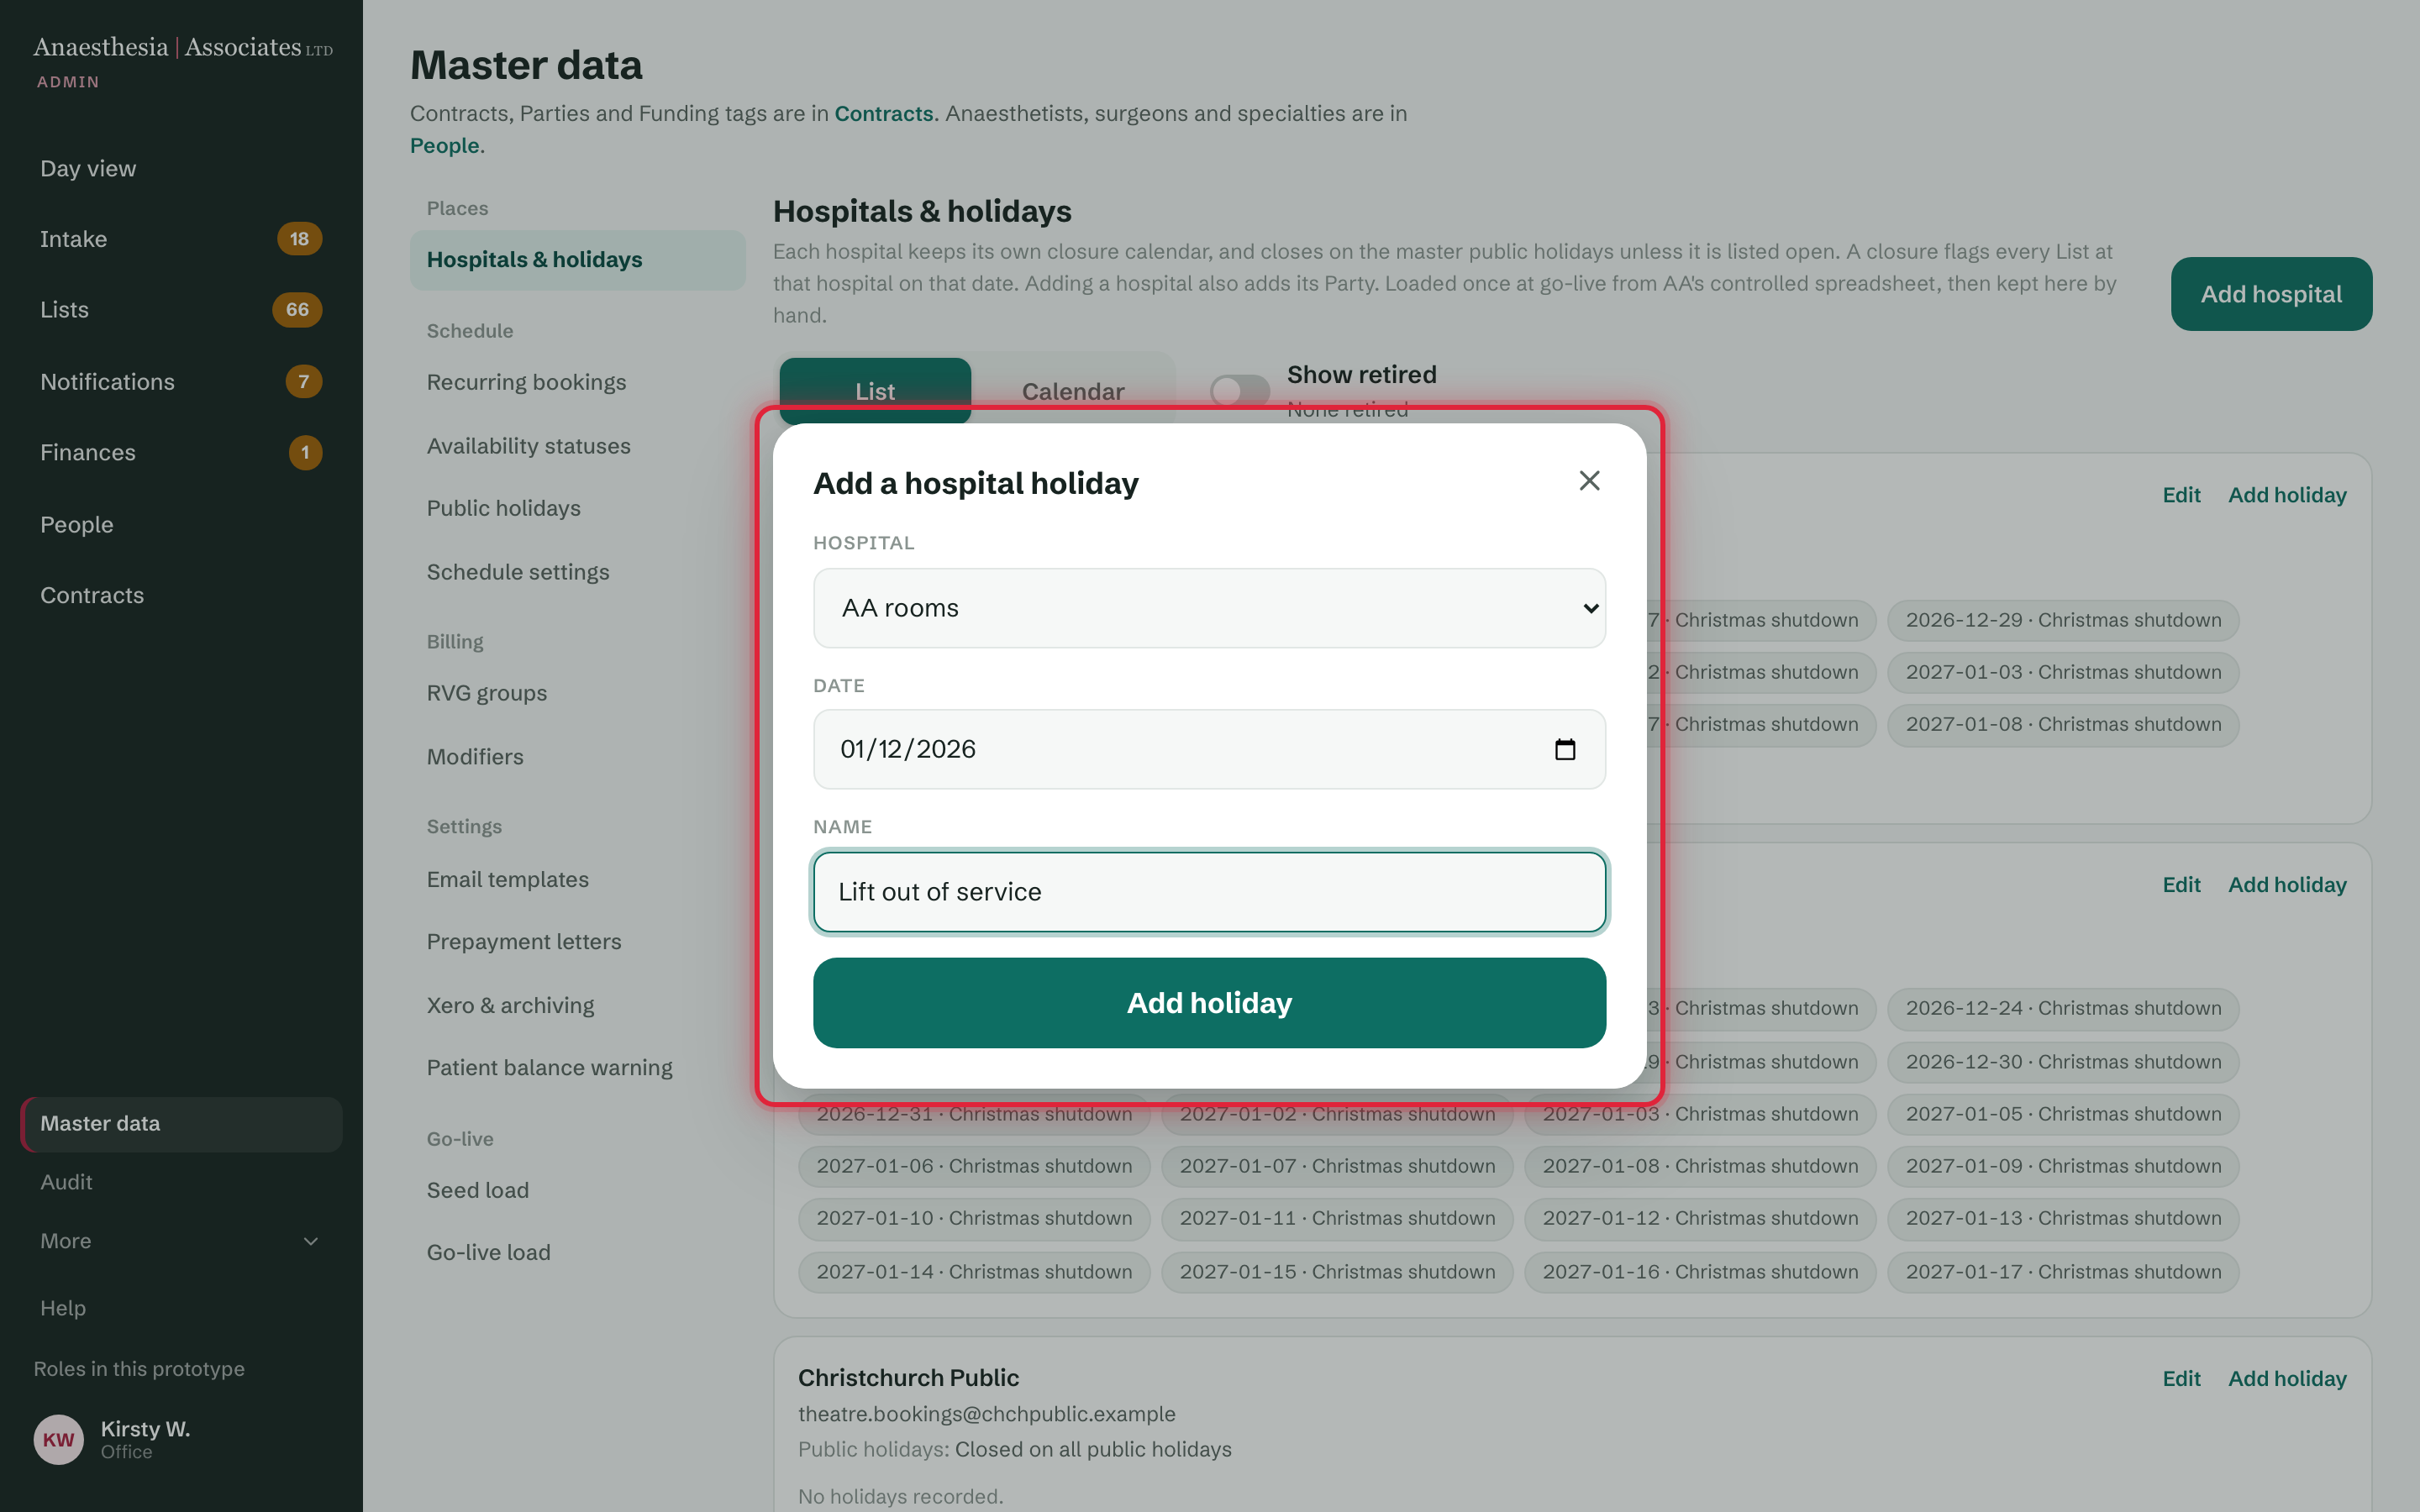 Anaesthesia | Associates LTD
ADMIN
Day view
Intake 18
Lists 66
Notifications 7
Finances 1
People
Contracts
Master data
Audit
More
Help
Roles in this prototype
KW Kirsty W.
Office
Master data
Contracts, Parties and Funding tags are in Contracts. Anaesthetists, surgeons and specialties are in
People.
Places
Hospitals & holidays
Schedule
Recurring bookings
Availability statuses
Public holidays
Schedule settings
Billing
RVG groups
Modifiers
Settings
Email templates
Prepayment letters
Xero & archiving
Patient balance warning
Go-live
Seed load
Go-live load
Hospitals & holidays
Each hospital keeps its own closure calendar, and closes on the master public holidays unless it is listed open. A closure flags every List at
that hospital on that date. Adding a hospital also adds its Party. Loaded once at go-live from AA's controlled spreadsheet, then kept here by
hand.
Add hospital
List Calendar
Show retired
None retired
Add a hospital holiday
HOSPITAL
AA rooms
DATE
01/12/2026
NAME
Lift out of service
Add holiday
Edit Add holiday
7 · Christmas shutdown 2026-12-29 · Christmas shutdown
2 · Christmas shutdown 2027-01-03 · Christmas shutdown
7 · Christmas shutdown 2027-01-08 · Christmas shutdown
Edit Add holiday
3 · Christmas shutdown 2026-12-24 · Christmas shutdown
9 · Christmas shutdown 2026-12-30 · Christmas shutdown
2026-12-31 · Christmas shutdown 2027-01-02 · Christmas shutdown 2027-01-03 · Christmas shutdown 2027-01-05 · Christmas shutdown
2027-01-06 · Christmas shutdown 2027-01-07 · Christmas shutdown 2027-01-08 · Christmas shutdown 2027-01-09 · Christmas shutdown
2027-01-10 · Christmas shutdown 2027-01-11 · Christmas shutdown 2027-01-12 · Christmas shutdown 2027-01-13 · Christmas shutdown
2027-01-14 · Christmas shutdown 2027-01-15 · Christmas shutdown 2027-01-16 · Christmas shutdown 2027-01-17 · Christmas shutdown
Christchurch Public
Edit Add holiday
theatre.bookings@chchpublic.example
Public holidays: Closed on all public holidays
No holidays recorded.